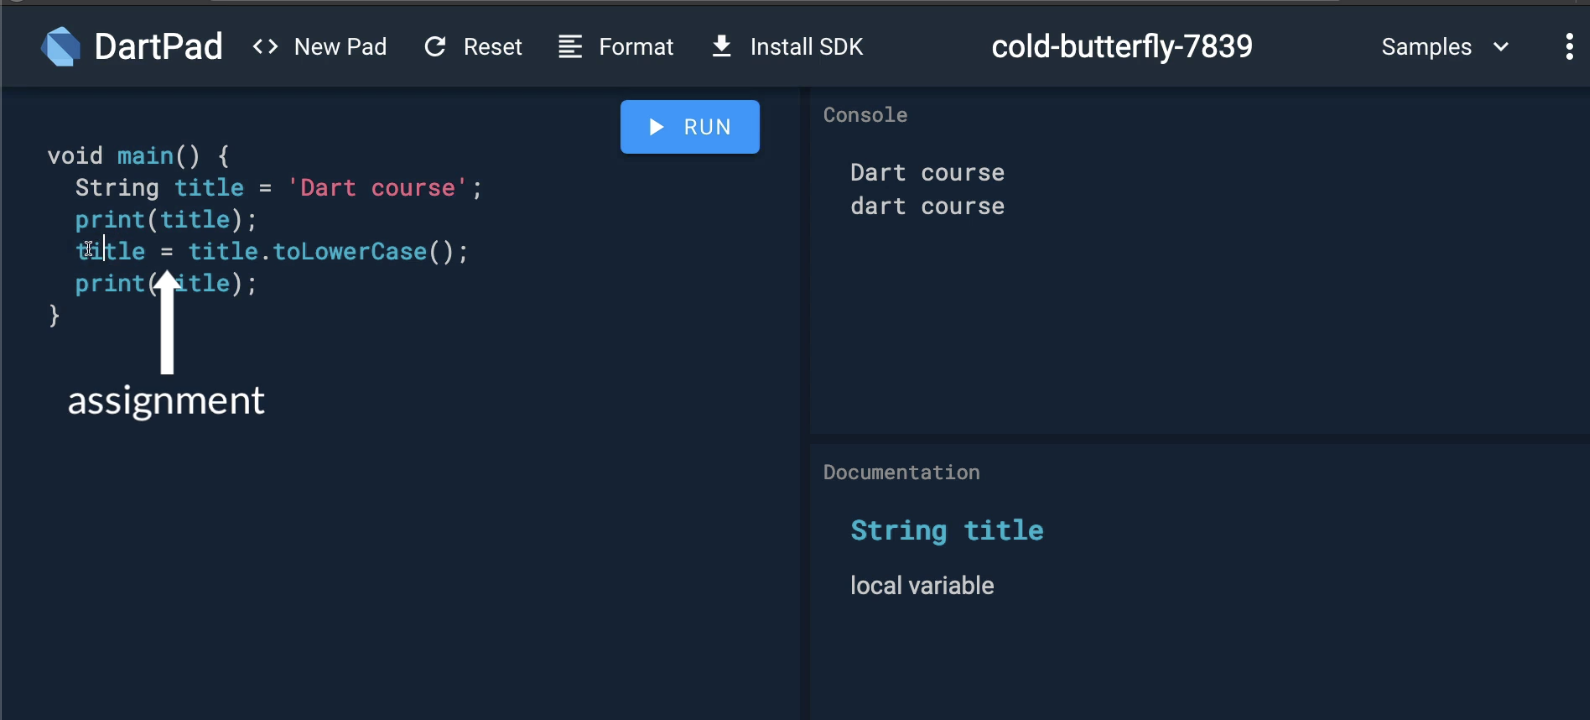 DartPad <> New Pad Reset Format Install SDK cold-butterfly-7839 Samples
RUN
void main() {
  String title = 'Dart course';
  print(title);
  title = title.toLowerCase();
  print(title);
}
assignment
Console
Dart course
dart course
Documentation
String title
local variable